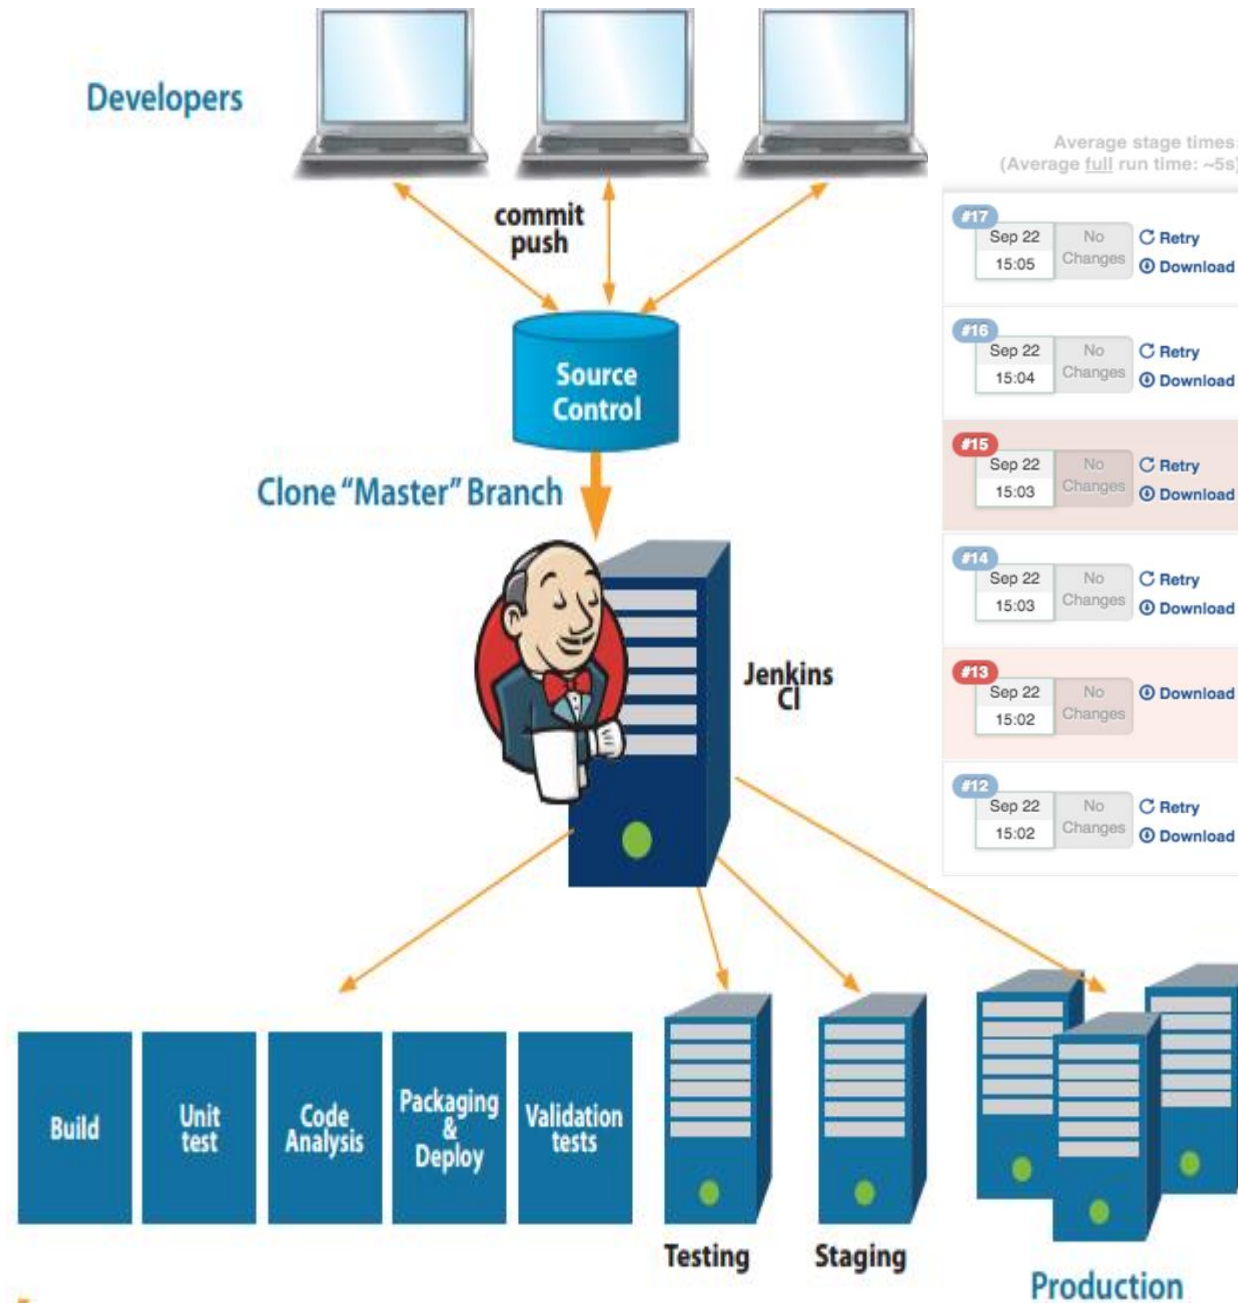 Developers
commit
push
Source
Control
Clone “Master” Branch
Jenkins
CI
Build
Unit
test
Code
Analysis
Packaging
&
Deploy
Validation
tests
Testing
Staging
Production
Average stage times:
(Average full run time: ~5s)
#17
Sep 22
15:05
No
Changes
Retry
Download
#16
Sep 22
15:04
No
Changes
Retry
Download
#15
Sep 22
15:03
No
Changes
Retry
Download
#14
Sep 22
15:03
No
Changes
Retry
Download
#13
Sep 22
15:02
No
Changes
Download
#12
Sep 22
15:02
No
Changes
Retry
Download